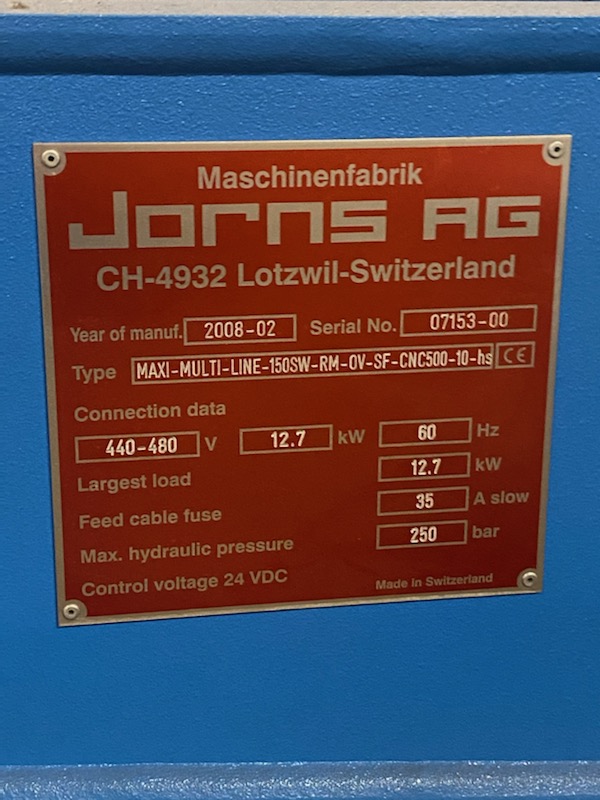 Maschinenfabrik
Jorns AG
CH-4932 Lotzwil-Switzerland
Year of manuf. 2008-02 Serial No. 07153-00
Type MAXI-MULTI-LINE-150SW-RM-OV-SF-CNC500-10-hs CE
Connection data
440-480 V 12.7 kW 60 Hz
Largest load 12.7 kW
Feed cable fuse 35 A slow
Max. hydraulic pressure 250 bar
Control voltage 24 VDC Made in Switzerland